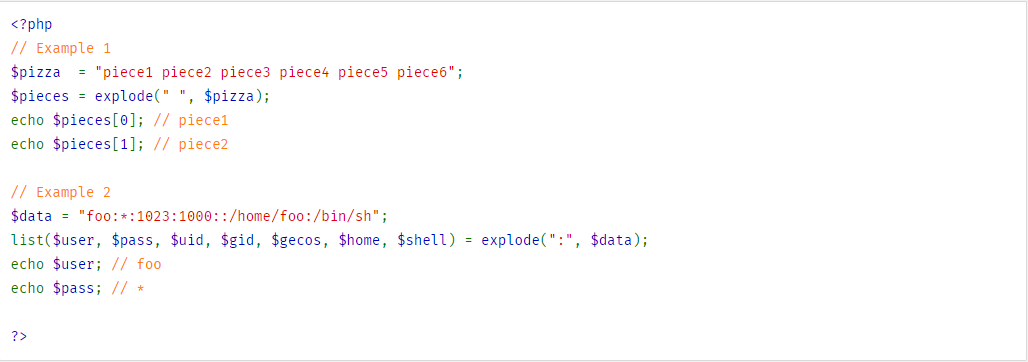 <?php
// Example 1
$pizza  = "piece1 piece2 piece3 piece4 piece5 piece6";
$pieces = explode(" ", $pizza);
echo $pieces[0]; // piece1
echo $pieces[1]; // piece2

// Example 2
$data = "foo:*:1023:1000::/home/foo:/bin/sh";
list($user, $pass, $uid, $gid, $gecos, $home, $shell) = explode(":", $data);
echo $user; // foo
echo $pass; // *

?>